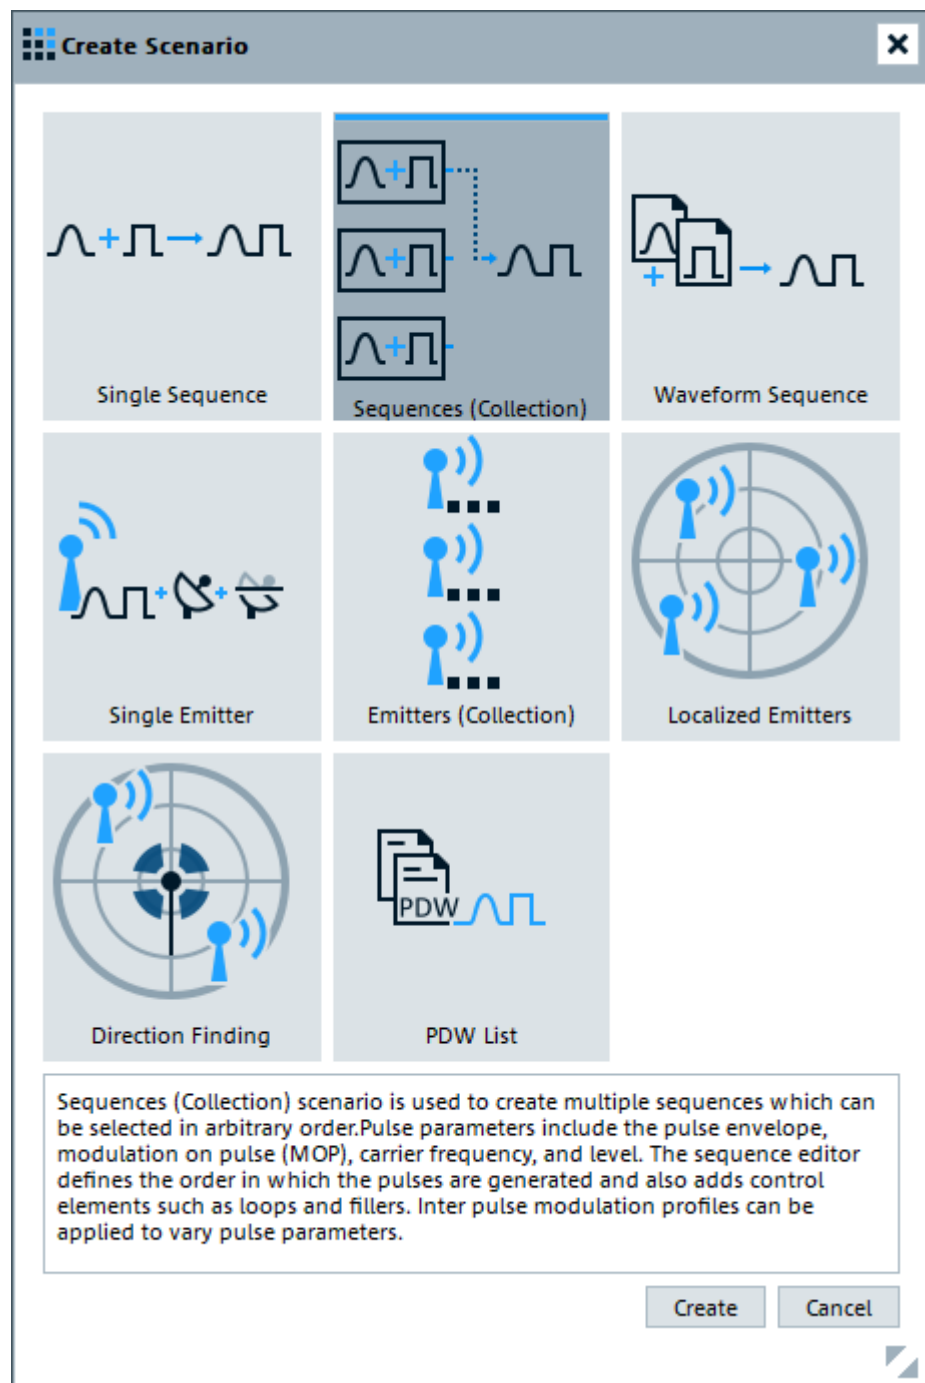 Create Scenario
Single Sequence
Sequences (Collection)
Waveform Sequence
Single Emitter
Emitters (Collection)
Localized Emitters
Direction Finding
PDW
PDW List
Sequences (Collection) scenario is used to create multiple sequences which can
be selected in arbitrary order.Pulse parameters include the pulse envelope,
modulation on pulse (MOP), carrier frequency, and level. The sequence editor
defines the order in which the pulses are generated and also adds control
elements such as loops and fillers. Inter pulse modulation profiles can be
applied to vary pulse parameters.
Create
Cancel